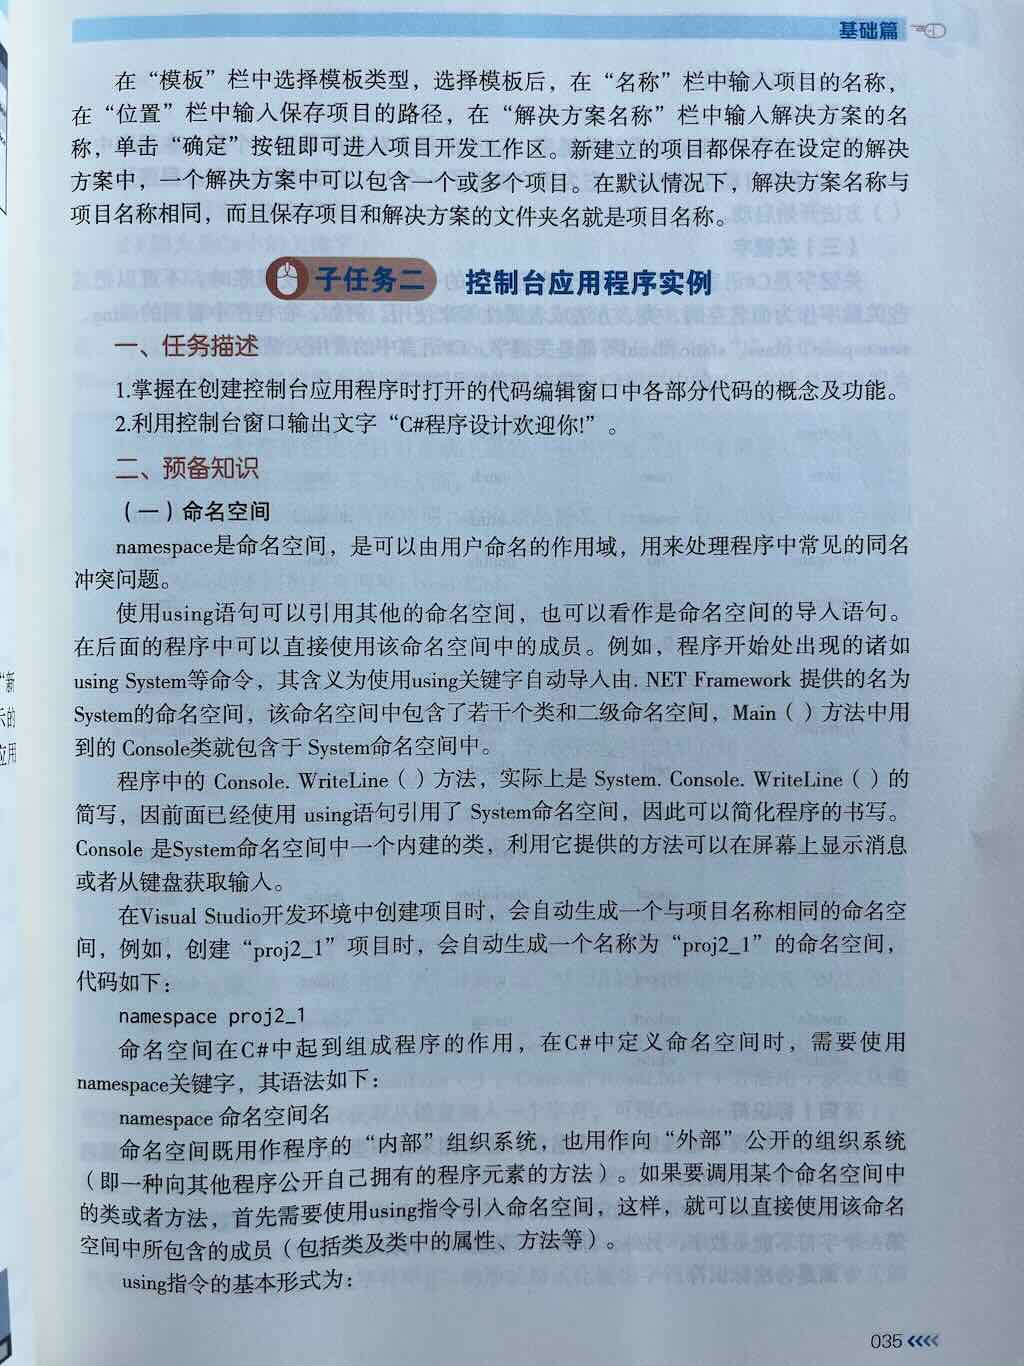 基础篇
在“模板”栏中选择模板类型，选择模板后，在“名称”栏中输入项目的名称，
在“位置”栏中输入保存项目的路径，在“解决方案名称”栏中输入解决方案的名
称，单击“确定”按钮即可进入项目开发工作区。新建立的项目都保存在设定的解决
方案中，一个解决方案中可以包含一个或多个项目。在默认情况下，解决方案名称与
项目名称相同，而且保存项目和解决方案的文件夹名就是项目名称。
子任务二 控制台应用程序实例
一、任务描述
1.掌握在创建控制台应用程序时打开的代码编辑窗口中各部分代码的概念及功能。
2.利用控制台窗口输出文字“C#程序设计欢迎你!”。
二、预备知识
（一）命名空间
namespace是命名空间，是可以由用户命名的作用域，用来处理程序中常见的同名
冲突问题。
使用using语句可以引用其他的命名空间，也可以看作是命名空间的导入语句。
在后面的程序中可以直接使用该命名空间中的成员。例如，程序开始处出现的诸如
using System等命令，其含义为使用using关键字自动导入由. NET Framework 提供的名为
System的命名空间，该命名空间中包含了若干个类和二级命名空间，Main（）方法中用
到的 Console类就包含于 System命名空间中。
程序中的 Console. WriteLine（）方法，实际上是 System. Console. WriteLine（）的
简写，因前面已经使用 using语句引用了 System命名空间，因此可以简化程序的书写。
Console 是System命名空间中一个内建的类，利用它提供的方法可以在屏幕上显示消息
或者从键盘获取输入。
在Visual Studio开发环境中创建项目时，会自动生成一个与项目名称相同的命名空
间，例如，创建“proj2_1”项目时，会自动生成一个名称为“proj2_1”的命名空间，
代码如下：
namespace proj2_1
命名空间在C#中起到组成程序的作用，在C#中定义命名空间时，需要使用
namespace关键字，其语法如下：
namespace 命名空间名
命名空间既用作程序的“内部”组织系统，也用作向“外部”公开的组织系统
（即一种向其他程序公开自己拥有的程序元素的方法）。如果要调用某个命名空间中
的类或者方法，首先需要使用using指令引入命名空间，这样，就可以直接使用该命名
空间中所包含的成员（包括类及类中的属性、方法等）。
using指令的基本形式为：
035